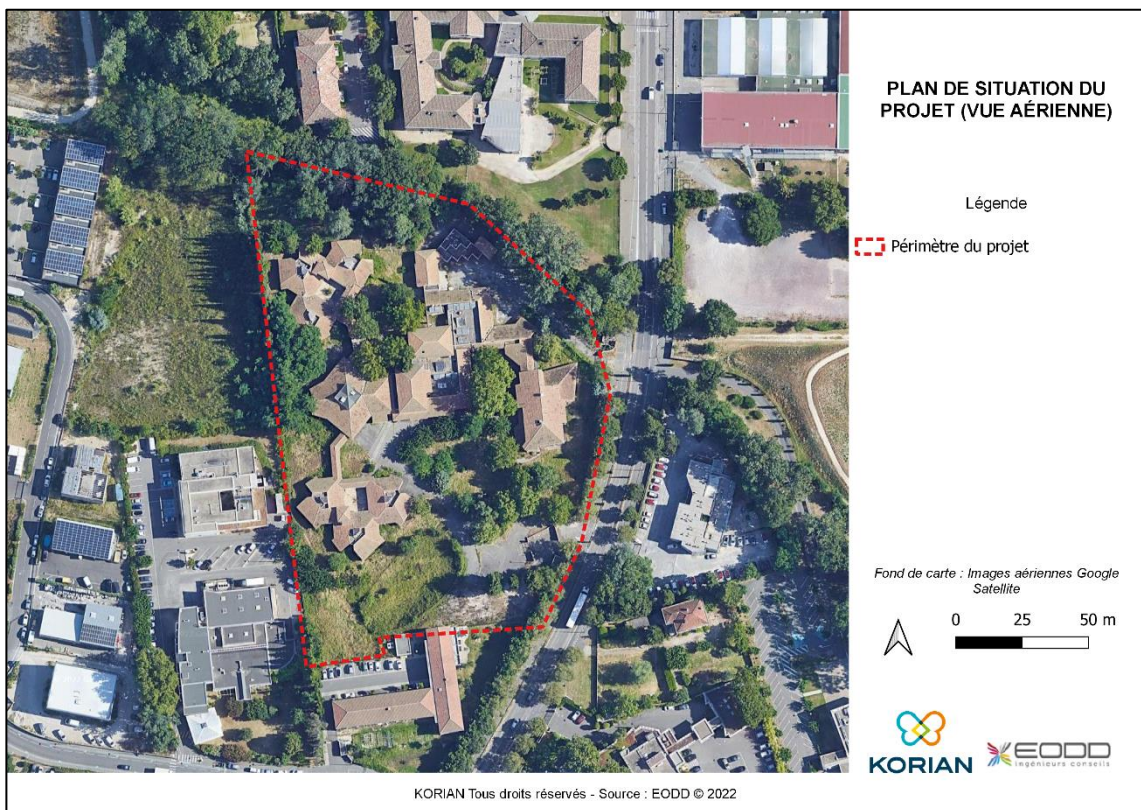 PLAN DE SITUATION DU
PROJET (VUE AÉRIENNE)
Légende
Périmètre du projet
Fond de carte : Images aériennes Google
Satellite
0 25 50 m
KORIAN
EODD
ingénieurs conseils
KORIAN Tous droits réservés - Source : EODD © 2022